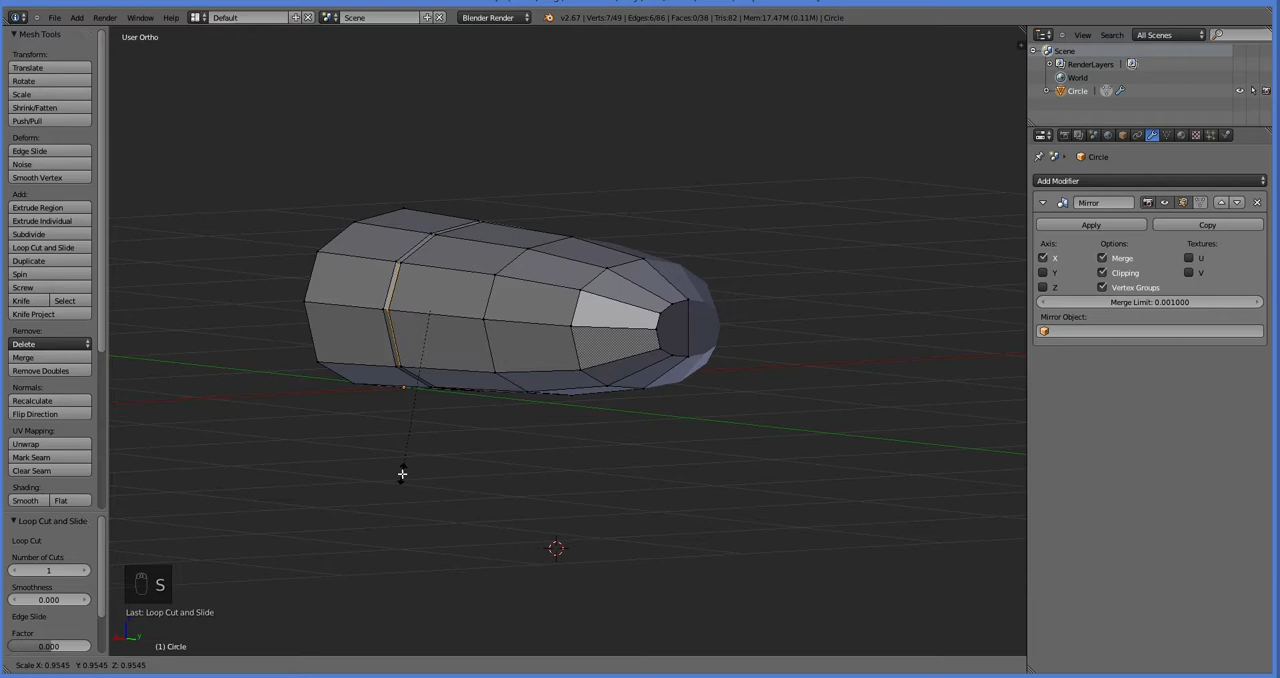 File Add Render Window Help Default Scene Blender Render v2.67 | Verts:7/49 | Edges:6/86 | Faces:0/38 | Tris:82 | Mem:17.47M (0.11M) | Circle
Mesh Tools
Transform:
Translate
Rotate
Scale
Shrink/Fatten
Push/Pull
Deform:
Edge Slide
Noise
Smooth Vertex
Add:
Extrude Region
Extrude Individual
Subdivide
Loop Cut and Slide
Duplicate
Spin
Screw
Knife Select
Knife Project
Remove:
Delete
Merge
Remove Doubles
Normals:
Recalculate
Flip Direction
UV Mapping:
Unwrap
Mark Seam
Clear Seam
Shading:
Smooth Flat
Loop Cut and Slide
Loop Cut
Number of Cuts
1
Smoothness
0.000
Edge Slide
Factor
0.000
User Ortho
S
Last: Loop Cut and Slide
(1) Circle
Scale X: 0.9545 Y: 0.9545 Z: 0.9545
View Search All Scenes
Scene
RenderLayers
World
Circle
Circle
Add Modifier
Mirror
Apply Copy
Axis: Options: Textures:
X Merge U
Y Clipping V
Z Vertex Groups
Merge Limit: 0.001000
Mirror Object: